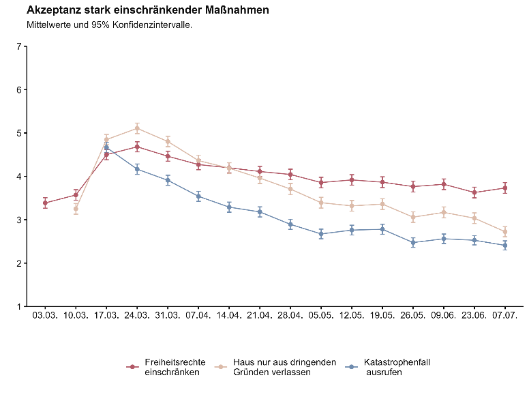 Akzeptanz stark einschränkender Maßnahmen
Mittelwerte und 95% Konfidenzintervalle.
7
6
5
4
3
2
1
03.03. 10.03. 17.03. 24.03. 31.03. 07.04. 14.04. 21.04. 28.04. 05.05. 12.05. 19.05. 26.05. 09.06. 23.06. 07.07.
Freiheitsrechte einschränken
Haus nur aus dringenden Gründen verlassen
Katastrophenfall ausrufen